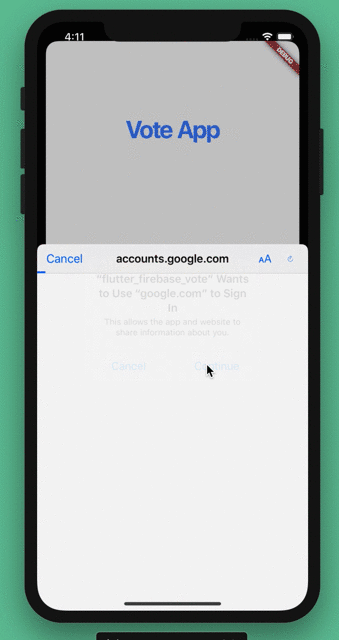 4:11
DEBUG
Vote App
Cancel
accounts.google.com
AA
"flutter_firebase_vote" Wants
to Use "google.com" to Sign
In
This allows the app and website to
share information about you.
Cancel
Continue